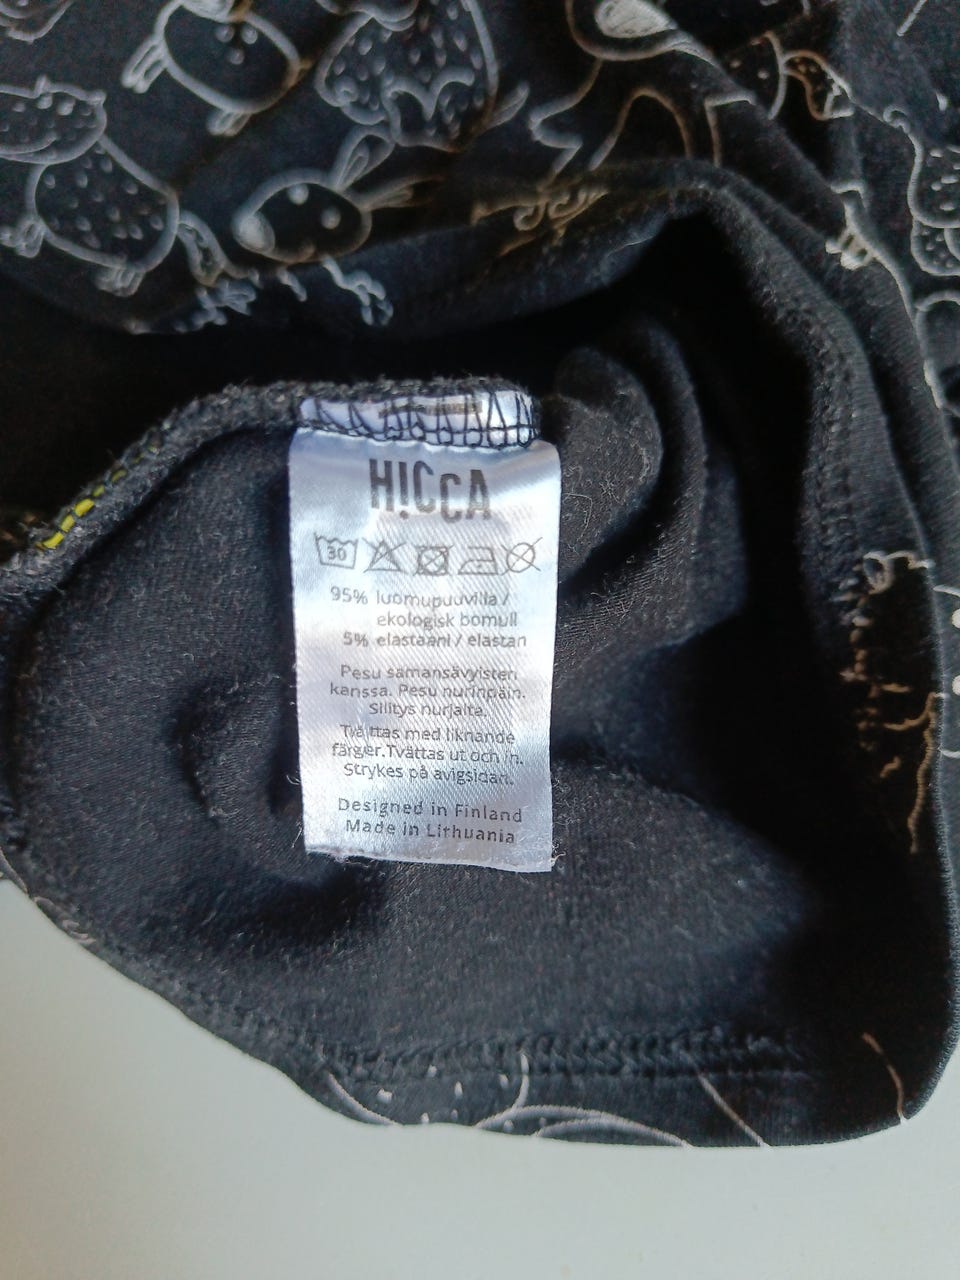 H!CCA
30
95% luomupuuvilla /
ekologisk bomull
5% elastaani / elastan
Pesu samansävyisten
kanssa. Pesu nurinpäin.
Silitys nurjalta.
Tvättas med liknande
färger. Tvättas ut och in.
Strykes på avigsidan.
Designed in Finland
Made in Lithuania